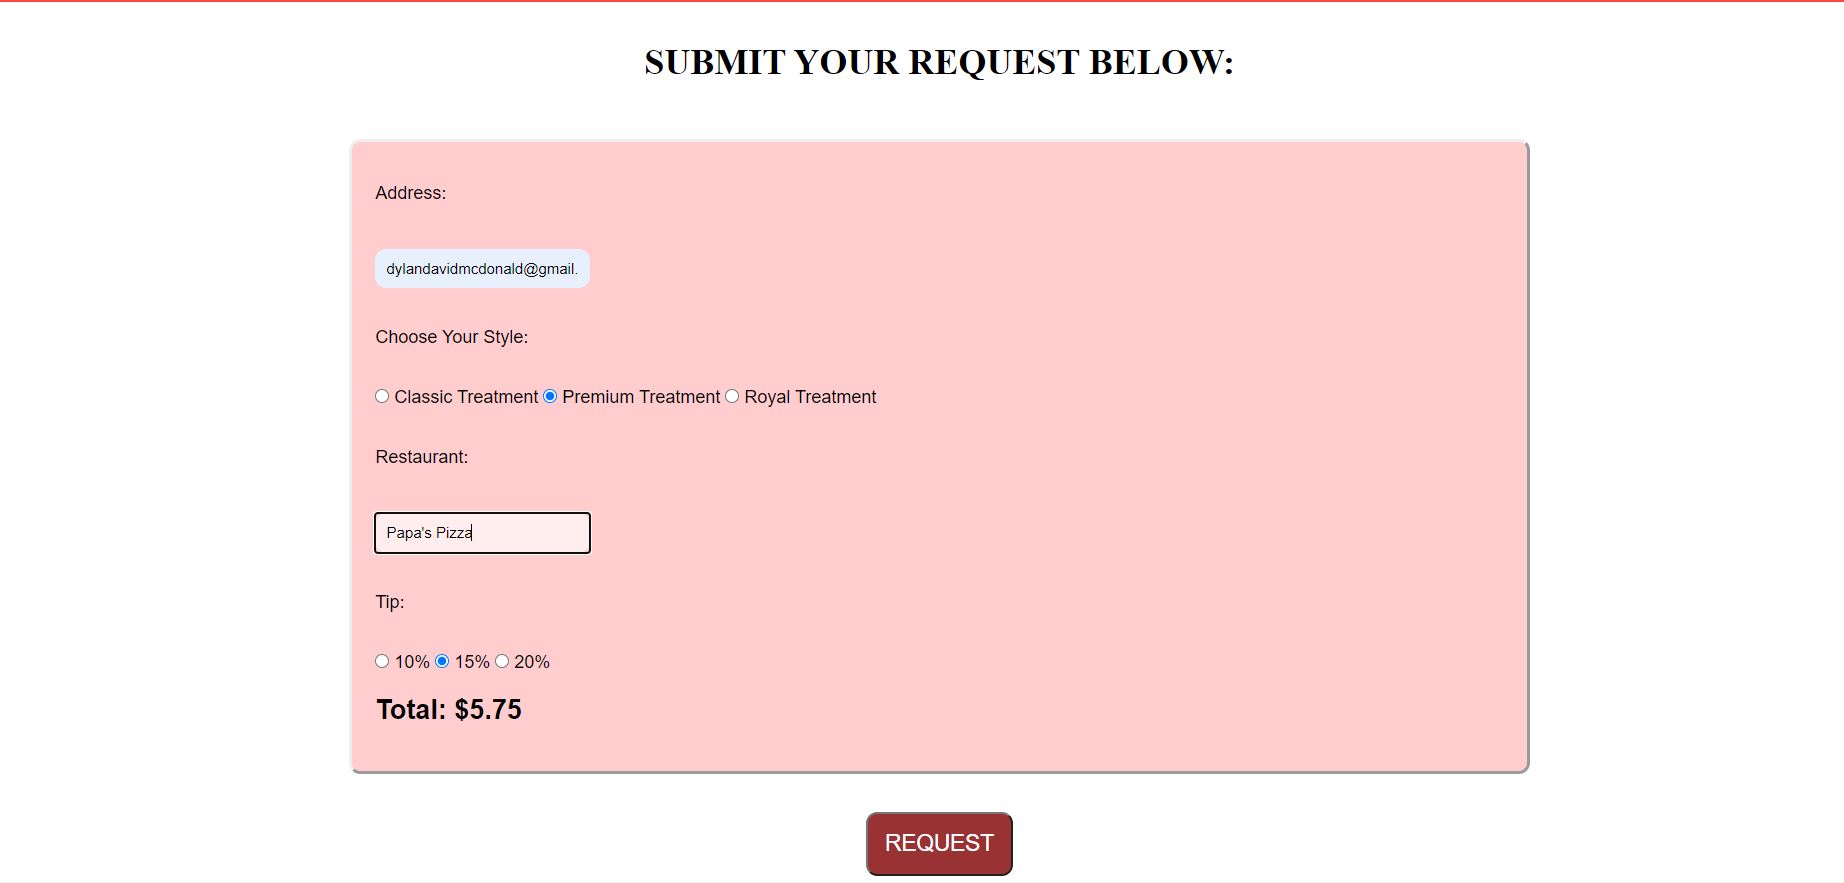 SUBMIT YOUR REQUEST BELOW:
Address:
dylandavidmcdonald@gmail.
Choose Your Style:
Classic Treatment Premium Treatment Royal Treatment
Restaurant:
Papa's Pizza
Tip:
10% 15% 20%
Total: $5.75
REQUEST